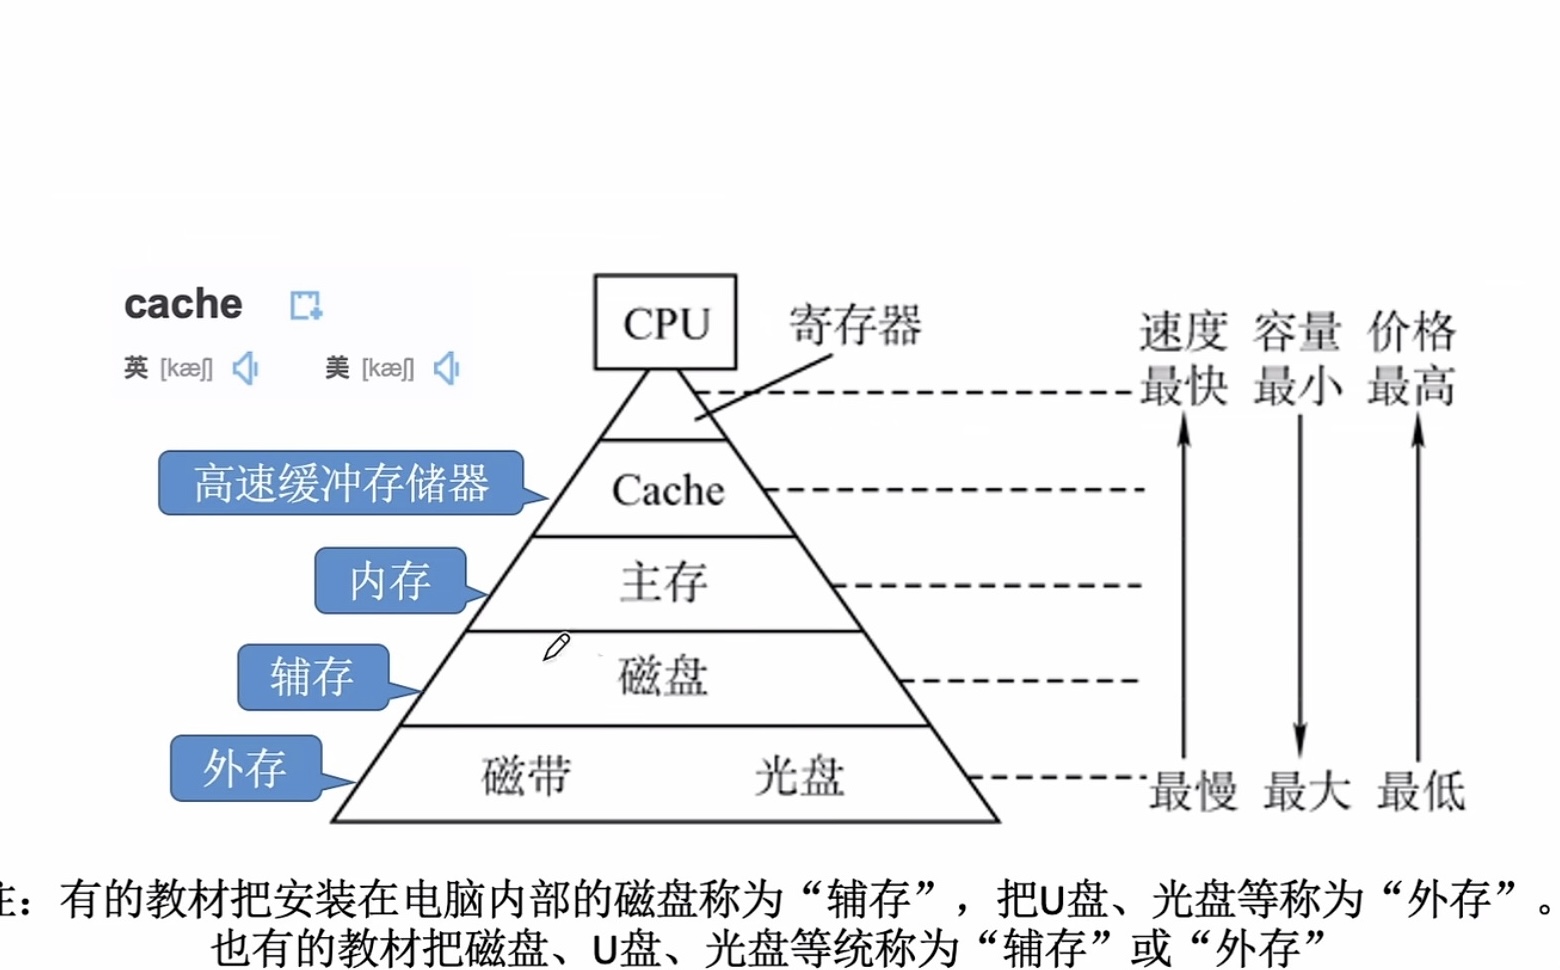 cache
英 [kæʃ] 美 [kæʃ]
CPU
寄存器
速度 容量 价格
最快 最小 最高
高速缓冲存储器
Cache
内存
主存
辅存
磁盘
外存
磁带 光盘
最慢 最大 最低
注：有的教材把安装在电脑内部的磁盘称为“辅存”，把U盘、光盘等称为“外存”。
也有的教材把磁盘、U盘、光盘等统称为“辅存”或“外存”